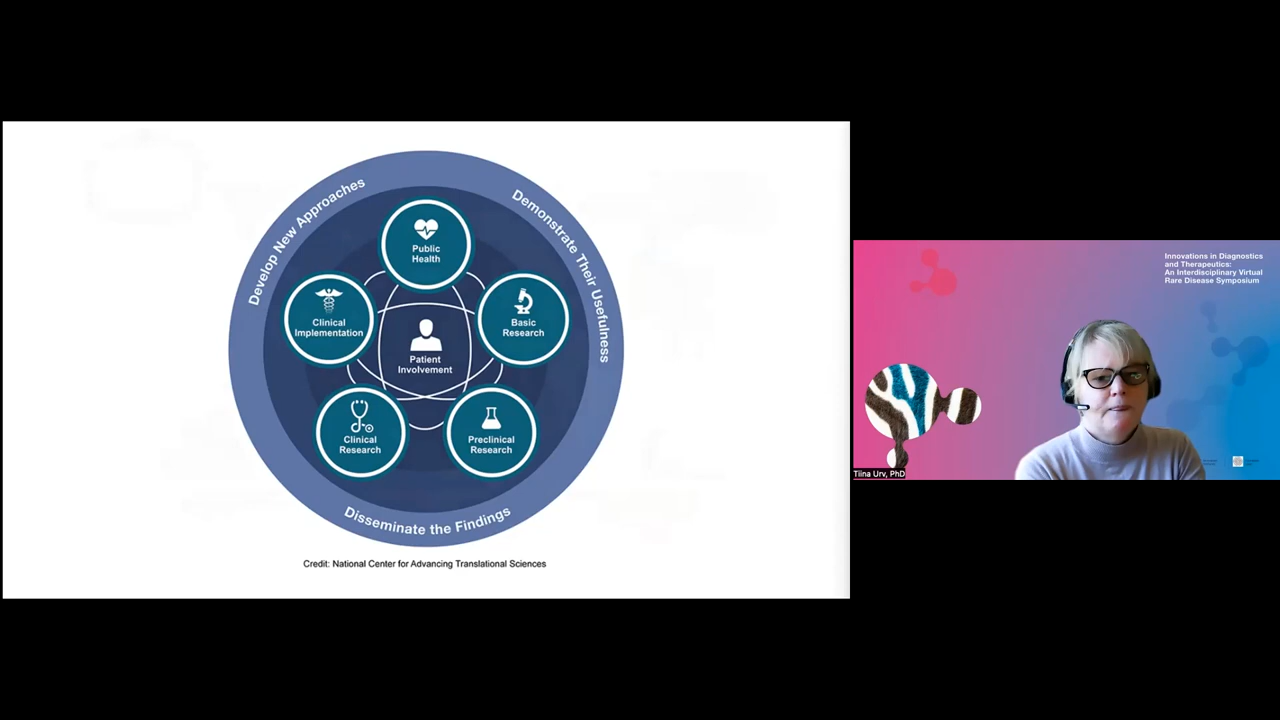 Develop New Approaches
Demonstrate Their Usefulness
Public
Health
Clinical
Implementation
Basic
Research
Patient
Involvement
Clinical
Research
Preclinical
Research
Disseminate the Findings
Credit: National Center for Advancing Translational Sciences
Innovations in Diagnostics
and Therapeutics:
An Interdisciplinary Virtual
Rare Disease Symposium
Tiina Urv, PhD